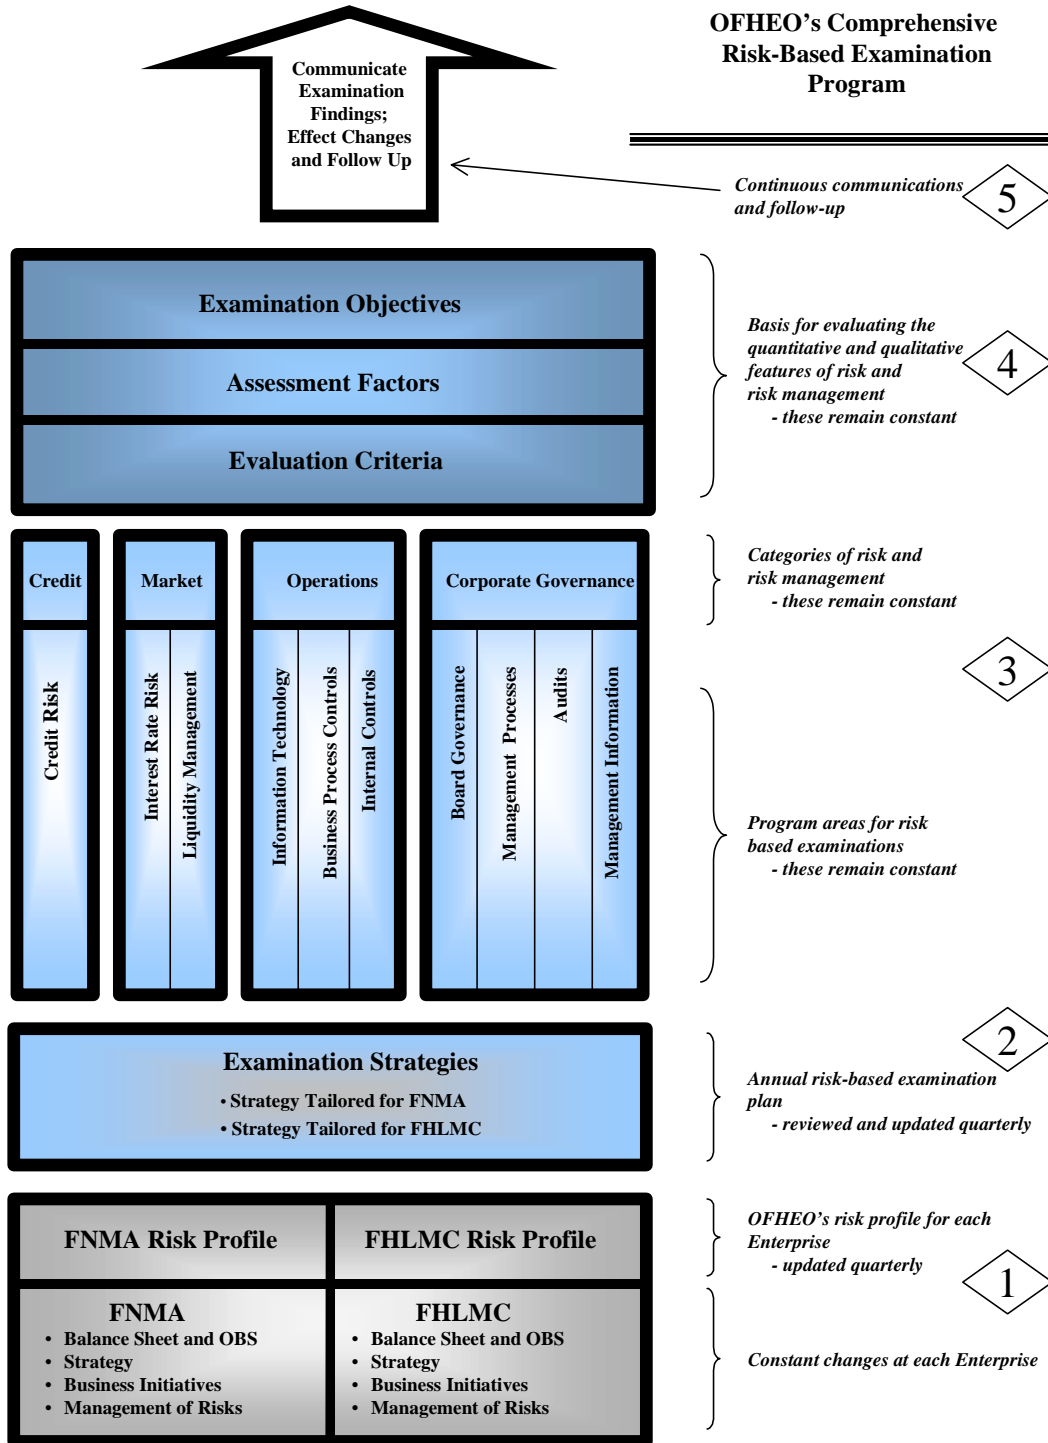 OFHEO's Comprehensive
Risk-Based Examination
Program
Communicate
Examination
Findings;
Effect Changes
and Follow Up
Continuous communications
and follow-up
5
Examination Objectives
Assessment Factors
Evaluation Criteria
Basis for evaluating the
quantitative and qualitative
features of risk and
risk management
- these remain constant
4
Credit
Market
Operations
Corporate Governance
Categories of risk and
risk management
- these remain constant
3
Credit Risk
Interest Rate Risk
Liquidity Management
Information Technology
Business Process Controls
Internal Controls
Board Governance
Management Processes
Audits
Management Information
Program areas for risk
based examinations
- these remain constant
2
Examination Strategies
• Strategy Tailored for FNMA
• Strategy Tailored for FHLMC
Annual risk-based examination
plan
- reviewed and updated quarterly
FNMA Risk Profile
FHLMC Risk Profile
OFHEO's risk profile for each
Enterprise
- updated quarterly
1
FNMA
• Balance Sheet and OBS
• Strategy
• Business Initiatives
• Management of Risks
FHLMC
• Balance Sheet and OBS
• Strategy
• Business Initiatives
• Management of Risks
Constant changes at each Enterprise